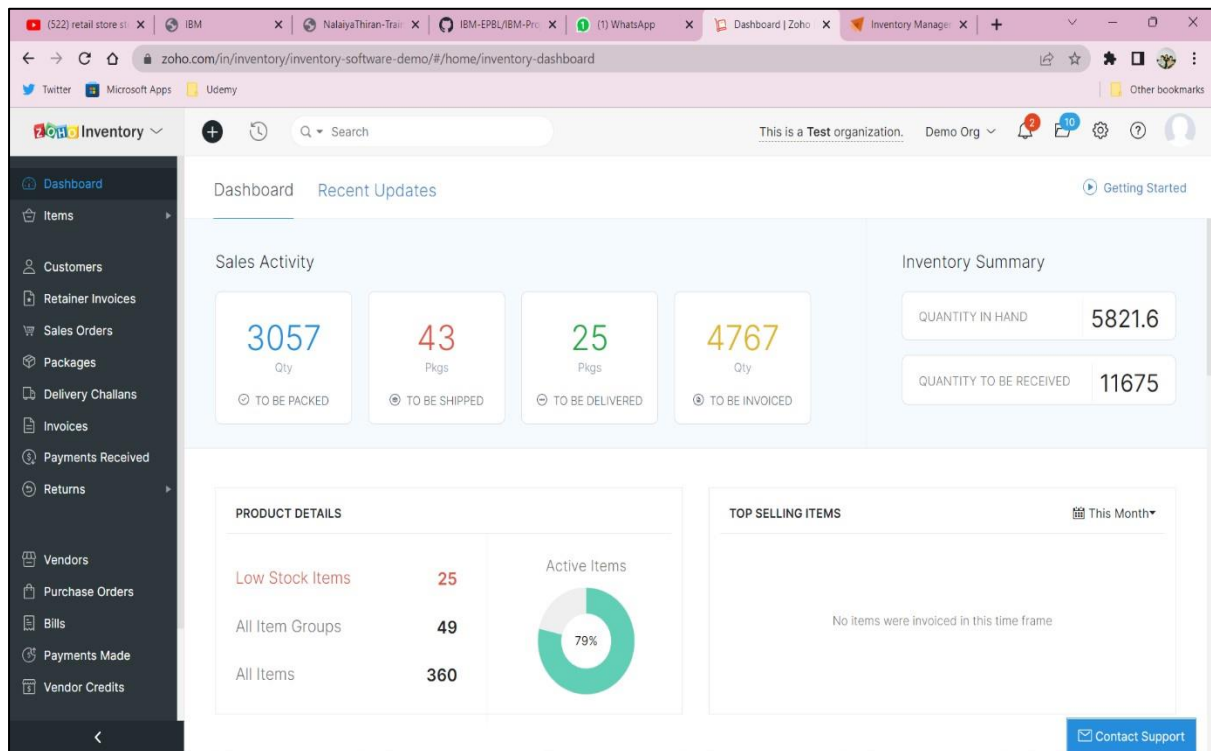 (522) retail store st
IBM
NalaiyaThiran-Train
IBM-EPBL/IBM-Pro
(1) WhatsApp
Dashboard | Zoho
Inventory Manage
zoho.com/in/inventory/inventory-software-demo/#/home/inventory-dashboard
Twitter
Microsoft Apps
Udemy
Other bookmarks
ZOHO Inventory
Search
This is a Test organization.
Demo Org
2
10
Dashboard
Items
Customers
Retainer Invoices
Sales Orders
Packages
Delivery Challans
Invoices
Payments Received
Returns
Vendors
Purchase Orders
Bills
Payments Made
Vendor Credits
Dashboard
Recent Updates
Getting Started
Sales Activity
3057
Qty
TO BE PACKED
43
Pkgs
TO BE SHIPPED
25
Pkgs
TO BE DELIVERED
4767
Qty
TO BE INVOICED
Inventory Summary
QUANTITY IN HAND 5821.6
QUANTITY TO BE RECEIVED 11675
PRODUCT DETAILS
Low Stock Items 25
All Item Groups 49
All Items 360
Active Items
79%
TOP SELLING ITEMS
This Month
No items were invoiced in this time frame
Contact Support